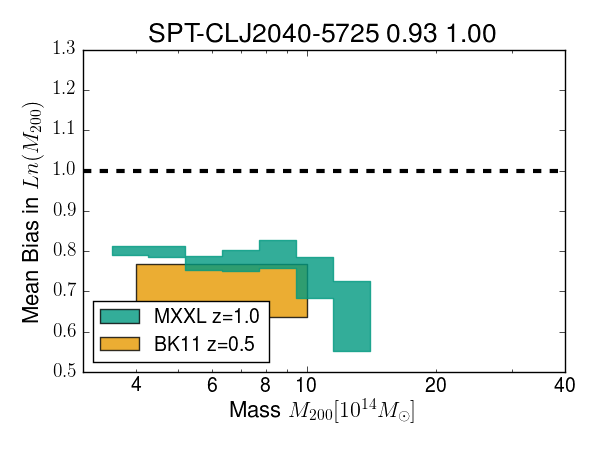 SPT-CLJ2040-5725 0.93 1.00
1.3
1.2
1.1
1.0
0.9
0.8
0.7
0.6
0.5
Mean Bias in Ln(M200)
MXXL z=1.0
BK11 z=0.5
4 6 8 10 20 40
Mass M200[10^14 M☉]